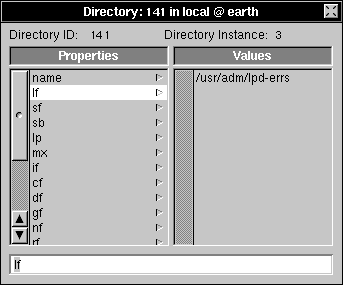 Directory: 141 in local @ earth
Directory ID: 141 Directory Instance: 3
Properties Values
name /usr/adm/lpd-errs
lf
sf
sb
lp
mx
if
cf
df
gf
nf
rf
lf